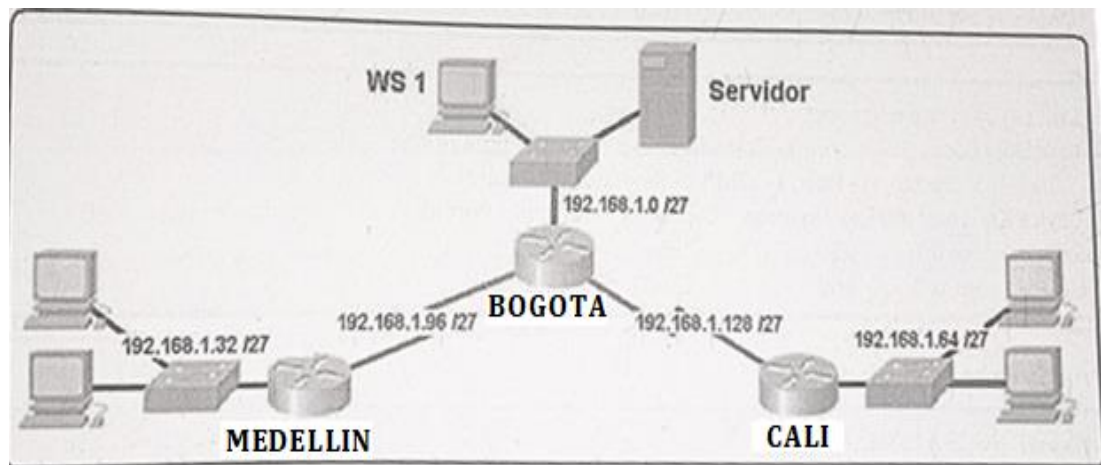 WS 1
Servidor
192.168.1.0 /27
BOGOTA
192.168.1.96 /27
192.168.1.128 /27
192.168.1.32 /27
192.168.1.64 /27
MEDELLIN
CALI